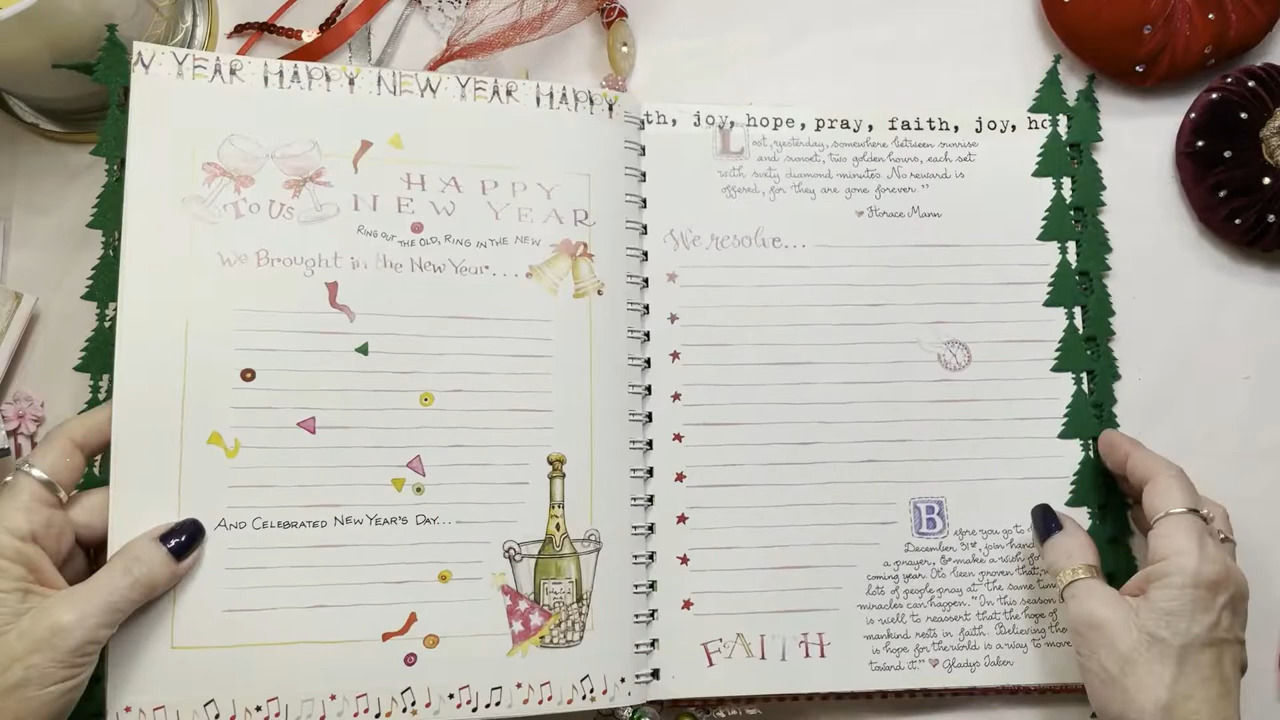 YEAR HAPPY NEW YEAR HAPPY
To Us
HAPPY
NEW YEAR
RING OUT THE OLD, RING IN THE NEW
We Brought in the New Year....
AND CELEBRATED NEW YEAR'S DAY...
joy, hope, pray, faith, joy,
Lost, yesterday, somewhere between sunrise
and sunset, two golden hours, each set
with sixty diamond minutes. No reward is
offered, for they are gone forever."
Horace Mann
We resolve...
Before you go to
December 31st, join hand
a prayer, & make a wish for
coming year. It's been proven that,
lots of people pray at the same time
miracles can happen. "In this season
is well to reassert that the hope of
mankind rests in faith. Believing the
is hope for the world is a way to move
toward it." Gladys Taber
FAITH